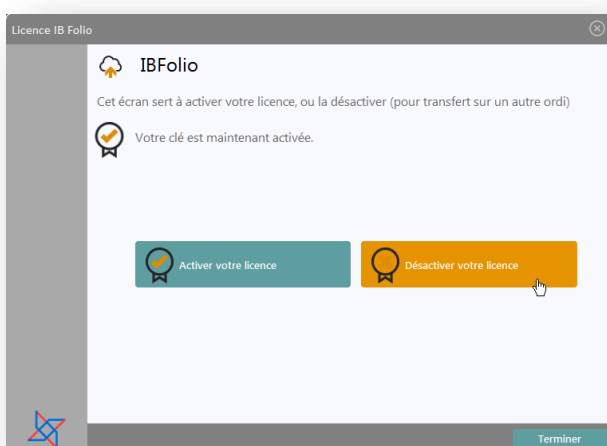 Licence IB Folio
IBFolio
Cet écran sert à activer votre licence, ou la désactiver (pour transfert sur un autre ordi)
Votre clé est maintenant activée.
Activer votre licence
Désactiver votre licence
Terminer